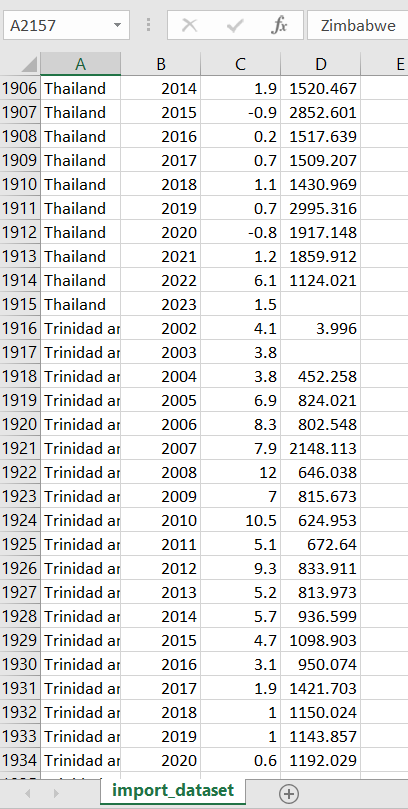 A2157 fx Zimbabwe
A B C D E
1906 Thailand 2014 1.9 1520.467
1907 Thailand 2015 -0.9 2852.601
1908 Thailand 2016 0.2 1517.639
1909 Thailand 2017 0.7 1509.207
1910 Thailand 2018 1.1 1430.969
1911 Thailand 2019 0.7 2995.316
1912 Thailand 2020 -0.8 1917.148
1913 Thailand 2021 1.2 1859.912
1914 Thailand 2022 6.1 1124.021
1915 Thailand 2023 1.5
1916 Trinidad ar 2002 4.1 3.996
1917 Trinidad ar 2003 3.8
1918 Trinidad ar 2004 3.8 452.258
1919 Trinidad ar 2005 6.9 824.021
1920 Trinidad ar 2006 8.3 802.548
1921 Trinidad ar 2007 7.9 2148.113
1922 Trinidad ar 2008 12 646.038
1923 Trinidad ar 2009 7 815.673
1924 Trinidad ar 2010 10.5 624.953
1925 Trinidad ar 2011 5.1 672.64
1926 Trinidad ar 2012 9.3 833.911
1927 Trinidad ar 2013 5.2 813.973
1928 Trinidad ar 2014 5.7 936.599
1929 Trinidad ar 2015 4.7 1098.903
1930 Trinidad ar 2016 3.1 950.074
1931 Trinidad ar 2017 1.9 1421.703
1932 Trinidad ar 2018 1 1150.024
1933 Trinidad ar 2019 1 1143.857
1934 Trinidad ar 2020 0.6 1192.029
import_dataset